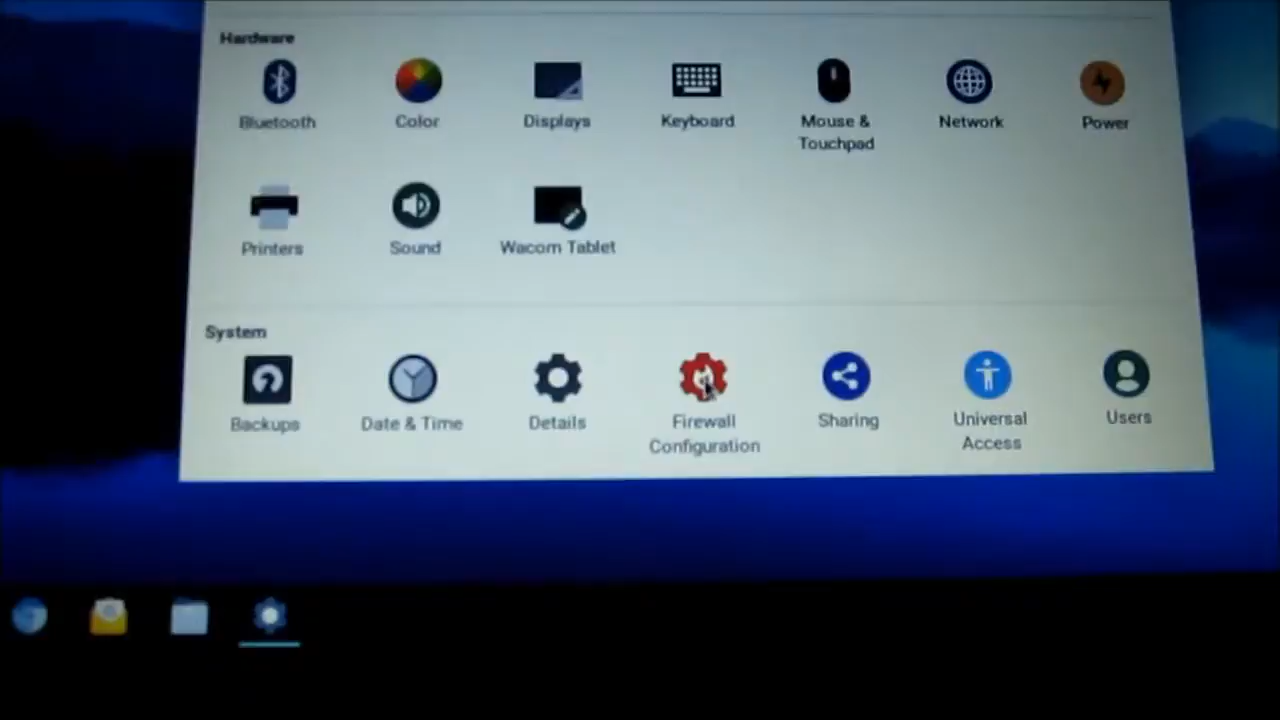 Hardware
Bluetooth
Color
Displays
Keyboard
Mouse &
Touchpad
Network
Power
Printers
Sound
Wacom Tablet
System
Backups
Date & Time
Details
Firewall
Configuration
Sharing
Universal
Access
Users